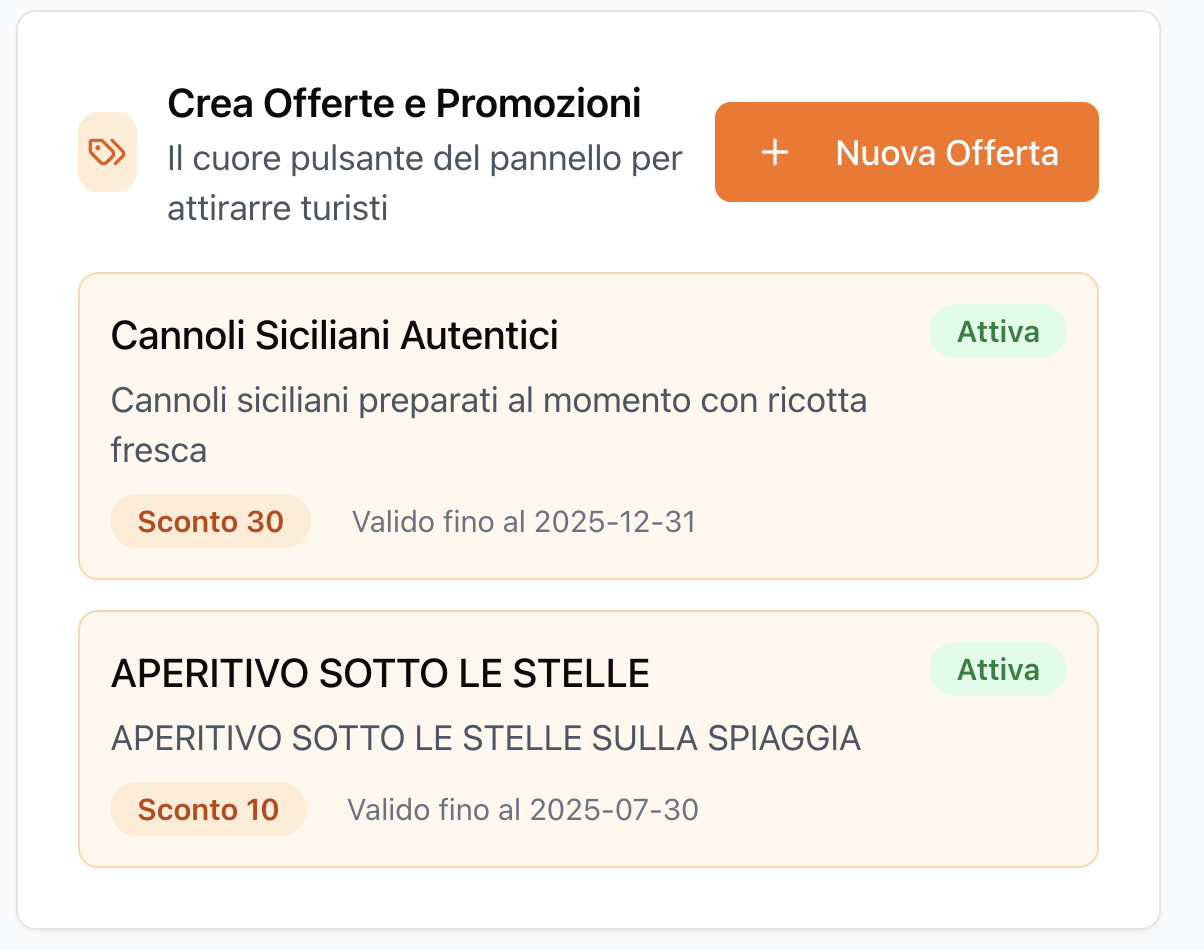 Crea Offerte e Promozioni
Il cuore pulsante del pannello per
attirarre turisti
+ Nuova Offerta
Cannoli Siciliani Autentici
Attiva
Cannoli siciliani preparati al momento con ricotta
fresca
Sconto 30
Valido fino al 2025-12-31
APERITIVO SOTTO LE STELLE
Attiva
APERITIVO SOTTO LE STELLE SULLA SPIAGGIA
Sconto 10
Valido fino al 2025-07-30